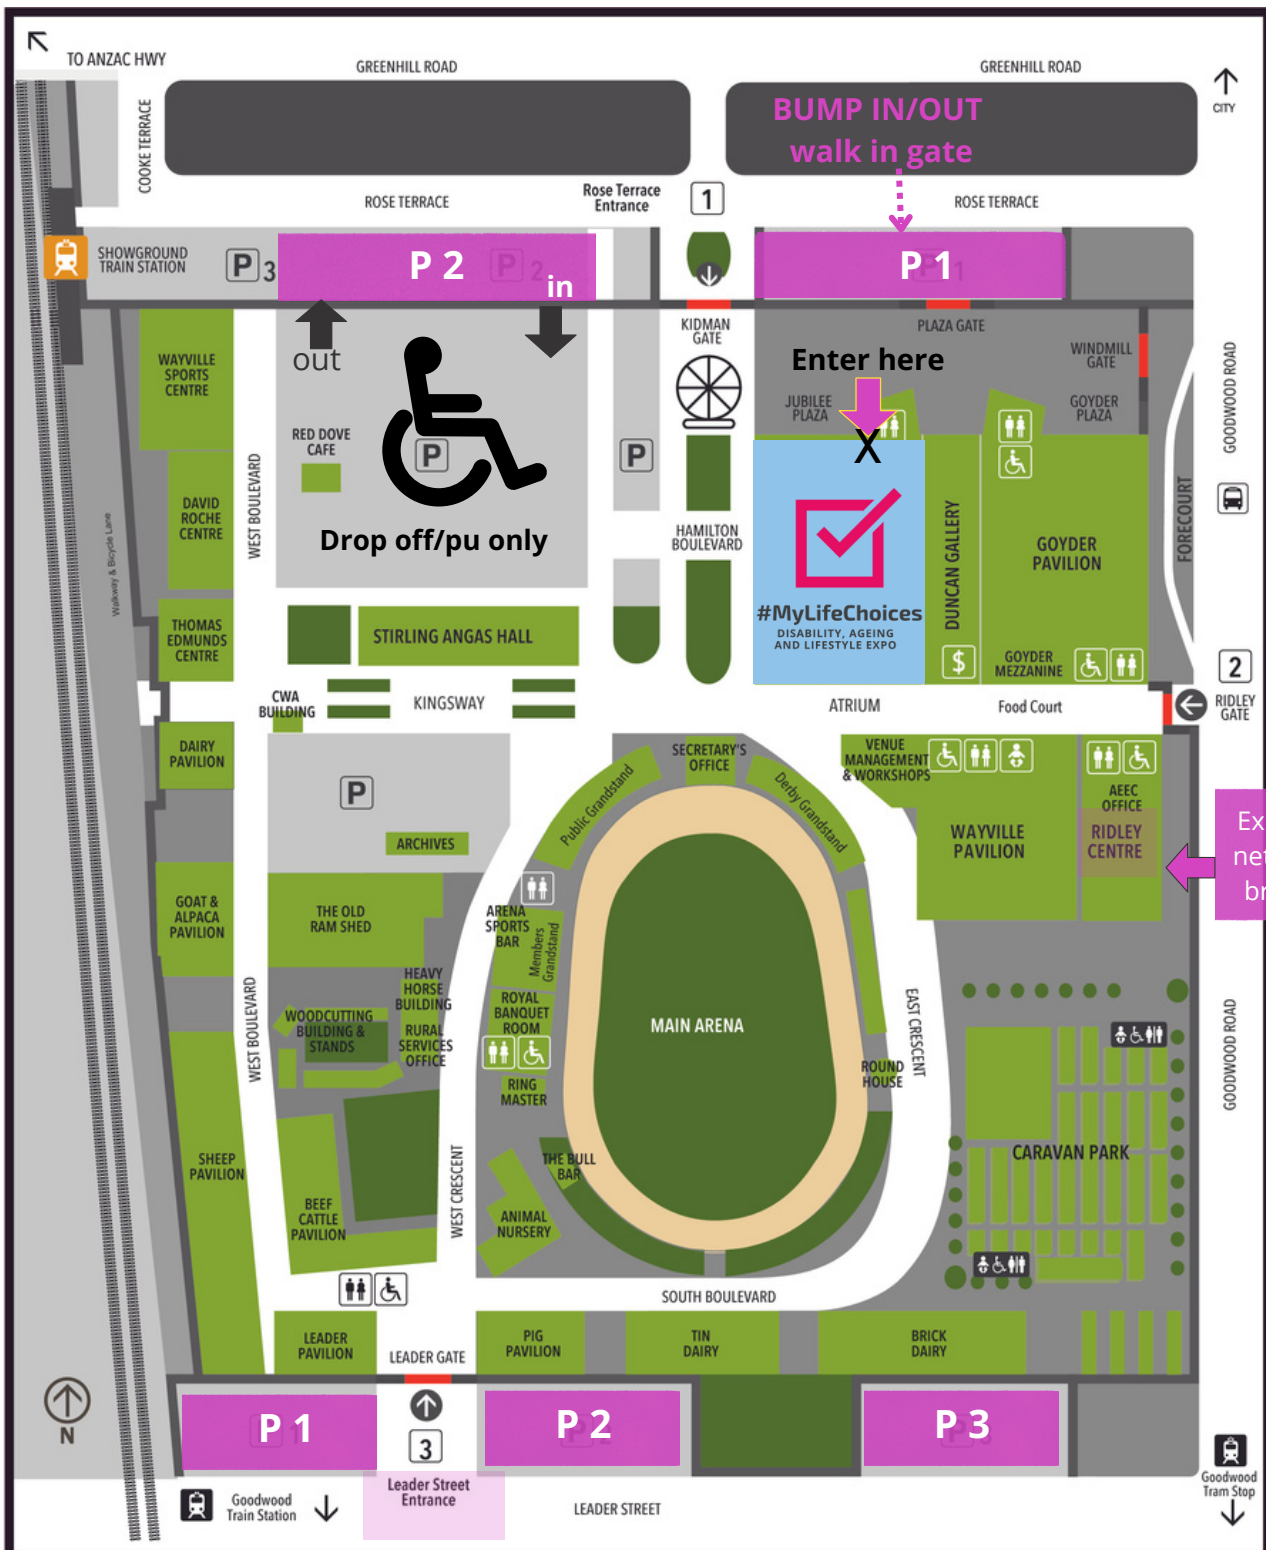 TO ANZAC HWY
GREENHILL ROAD
GREENHILL ROAD
CITY
COOKE TERRACE
BUMP IN/OUT
walk in gate
ROSE TERRACE
Rose Terrace
Entrance
1
ROSE TERRACE
SHOWGROUND
TRAIN STATION
P 3
P 2
in
P 1
out
KIDMAN
GATE
PLAZA GATE
WINDMILL
GATE
Enter here
WAYVILLE
SPORTS
CENTRE
JUBILEE
PLAZA
GOYDER
PLAZA
GOODWOOD ROAD
RED DOVE
CAFE
P
P
X
WEST BOULEVARD
DAVID
ROCHE
CENTRE
Drop off/pu only
HAMILTON
BOULEVARD
DUNCAN GALLERY
GOYDER
PAVILION
FORECOURT
Walkway & Bicycle Lane
#MyLifeChoices
DISABILITY, AGEING
AND LIFESTYLE EXPO
THOMAS
EDMUNDS
CENTRE
STIRLING ANGAS HALL
$
GOYDER
MEZZANINE
2
RIDLEY
GATE
CWA
BUILDING
KINGSWAY
ATRIUM
Food Court
DAIRY
PAVILION
P
SECRETARY'S
OFFICE
VENUE
MANAGEMENT
& WORKSHOPS
Public Grandstand
Derby Grandstand
AEEC
OFFICE
ARCHIVES
WAYVILLE
PAVILION
RIDLEY
CENTRE
Ex
net
br
GOAT &
ALPACA
PAVILION
THE OLD
RAM SHED
ARENA
SPORTS
BAR
Members
Grandstand
HEAVY
HORSE
BUILDING
ROYAL
BANQUET
ROOM
WOODCUTTING
BUILDING &
STANDS
RURAL
SERVICES
OFFICE
MAIN ARENA
EAST CRESCENT
WEST BOULEVARD
GOODWOOD ROAD
RING
MASTER
ROUND
HOUSE
SHEEP
PAVILION
THE BULL
BAR
CARAVAN PARK
WEST CRESCENT
BEEF
CATTLE
PAVILION
ANIMAL
NURSERY
SOUTH BOULEVARD
LEADER
PAVILION
LEADER GATE
PIG
PAVILION
TIN
DAIRY
BRICK
DAIRY
N
P 1
3
P 2
P 3
Leader Street
Entrance
Goodwood
Train Station
LEADER STREET
Goodwood
Tram Stop